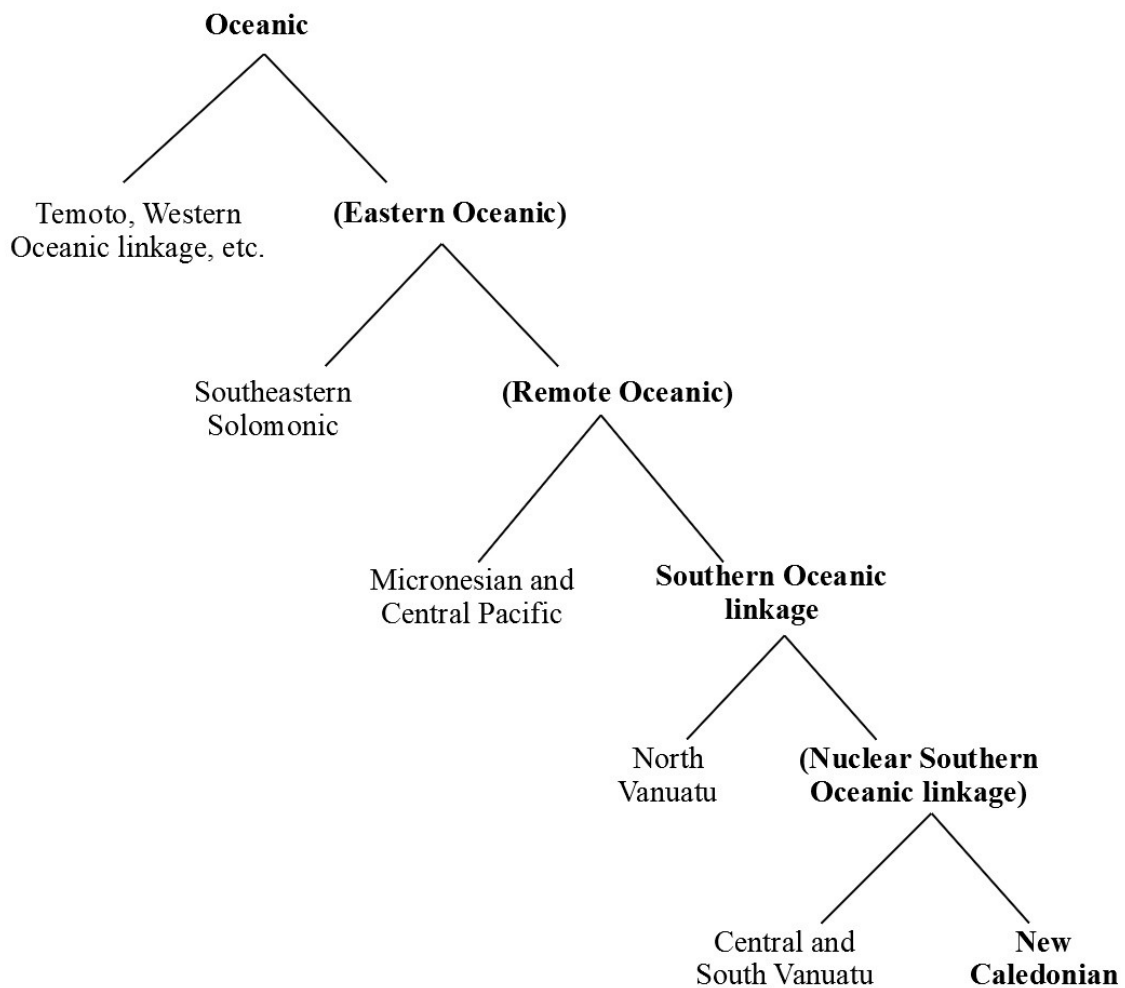 Oceanic
Temoto, Western
Oceanic linkage, etc.
(Eastern Oceanic)
Southeastern
Solomonic
(Remote Oceanic)
Micronesian and
Central Pacific
Southern Oceanic
linkage
North
Vanuatu
(Nuclear Southern
Oceanic linkage)
Central and
South Vanuatu
New
Caledonian